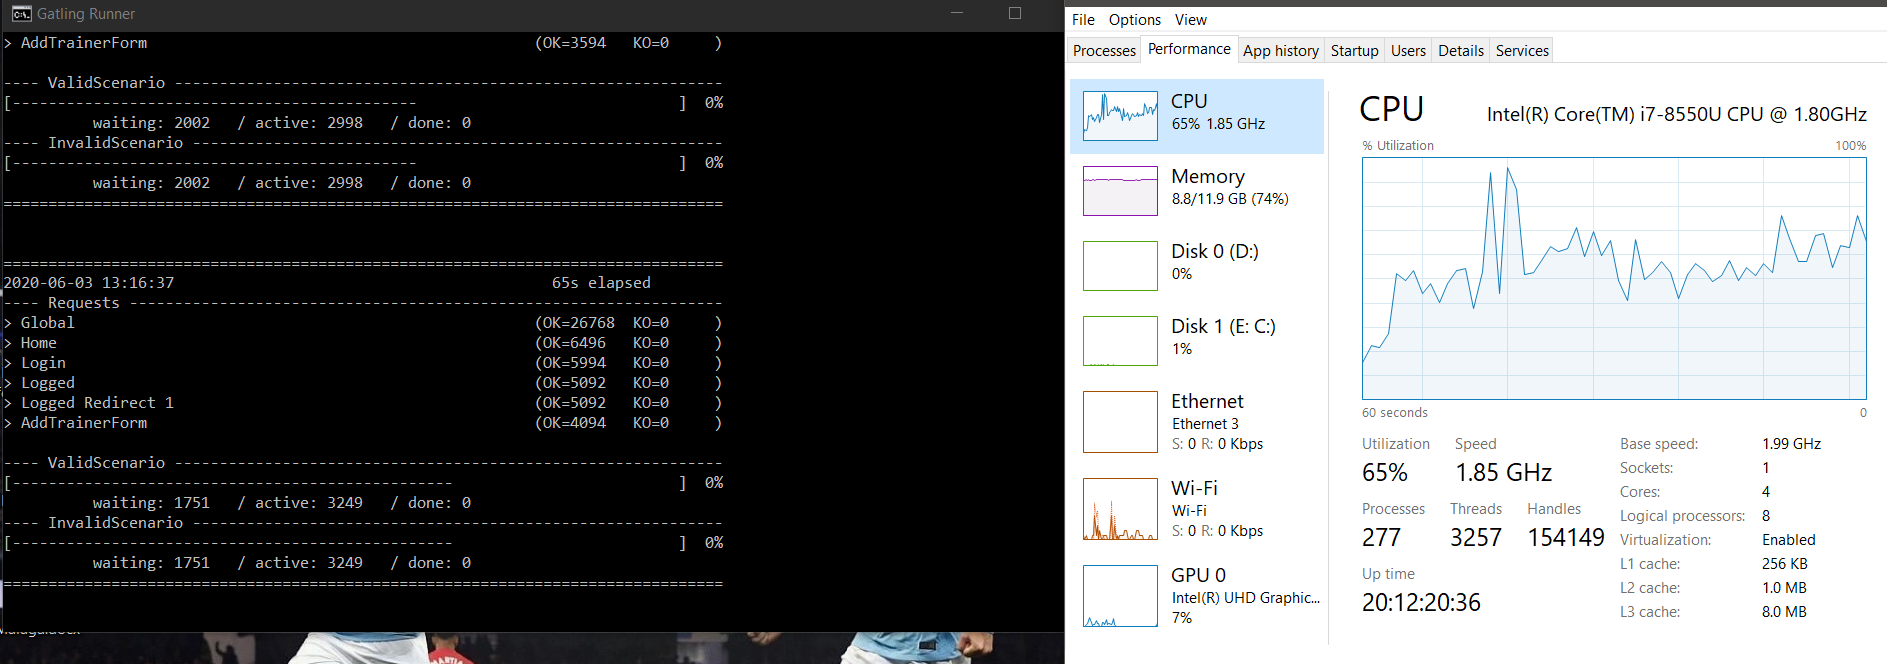 Gatling Runner
> AddTrainerForm (OK=3594 KO=0 )
---- ValidScenario -------------------------------------------------------------
[--------------------------------------------- ] 0%
waiting: 2002 / active: 2998 / done: 0
---- InvalidScenario -----------------------------------------------------------
[--------------------------------------------- ] 0%
waiting: 2002 / active: 2998 / done: 0
================================================================================
================================================================================
2020-06-03 13:16:37 65s elapsed
---- Requests ------------------------------------------------------------------
> Global (OK=26768 KO=0 )
> Home (OK=6496 KO=0 )
> Login (OK=5994 KO=0 )
> Logged (OK=5092 KO=0 )
> Logged Redirect 1 (OK=5092 KO=0 )
> AddTrainerForm (OK=4094 KO=0 )
---- ValidScenario -------------------------------------------------------------
[------------------------------------------------- ] 0%
waiting: 1751 / active: 3249 / done: 0
---- InvalidScenario -----------------------------------------------------------
[------------------------------------------------- ] 0%
waiting: 1751 / active: 3249 / done: 0
================================================================================
File Options View
Processes Performance App history Startup Users Details Services
CPU
65% 1.85 GHz
Memory
8.8/11.9 GB (74%)
Disk 0 (D:)
0%
Disk 1 (E: C:)
1%
Ethernet
Ethernet 3
S: 0 R: 0 Kbps
Wi-Fi
Wi-Fi
S: 0 R: 0 Kbps
GPU 0
Intel(R) UHD Graphic...
7%
CPU Intel(R) Core(TM) i7-8550U CPU @ 1.80GHz
% Utilization 100%
60 seconds 0
Utilization Speed
65% 1.85 GHz
Processes Threads Handles
277 3257 154149
Up time
20:12:20:36
Base speed: 1.99 GHz
Sockets: 1
Cores: 4
Logical processors: 8
Virtualization: Enabled
L1 cache: 256 KB
L2 cache: 1.0 MB
L3 cache: 8.0 MB